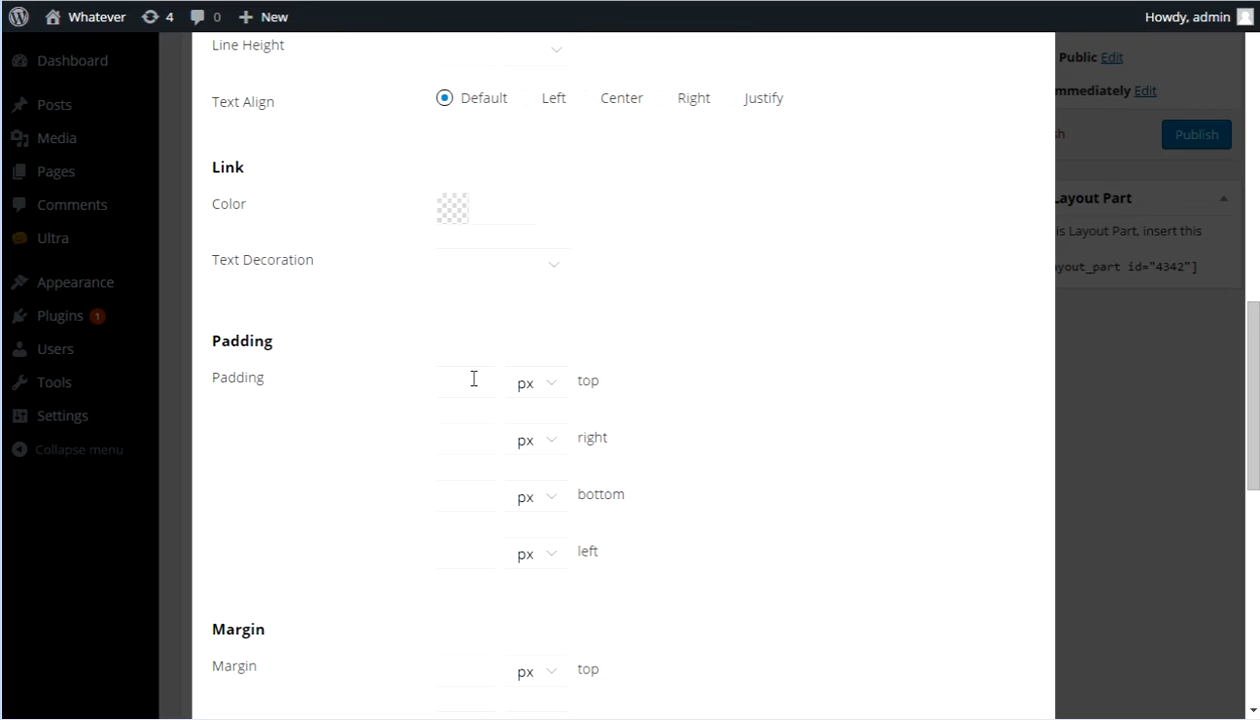 Whatever 4 0 New Howdy, admin
Dashboard
Posts
Media
Pages
Comments
Ultra
Appearance
Plugins 1
Users
Tools
Settings
Collapse menu
Line Height
Text Align Default Left Center Right Justify
Link
Color
Text Decoration
Padding
Padding px top
px right
px bottom
px left
Margin
Margin px top
Public Edit
mmediately Edit
sh Publish
ayout Part
is Layout Part, insert this
ayout_part id="4342"]